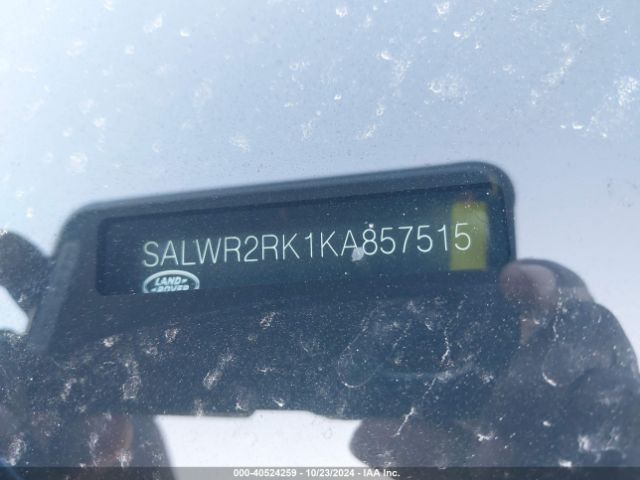 SALWR2RK1KA857515
LAND-
ROVER
000-40524259 - 10/23/2024 - IAA Inc.